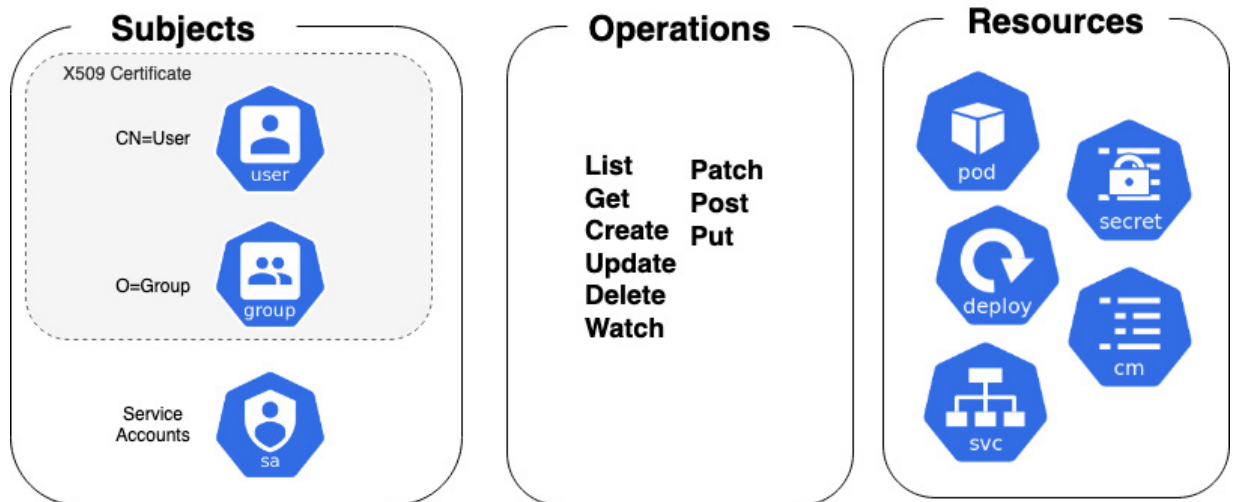 Subjects
X509 Certificate
CN=User
user
O=Group
group
Service
Accounts
sa
Operations
List
Get
Create
Update
Delete
Watch
Patch
Post
Put
Resources
pod
secret
deploy
cm
svc